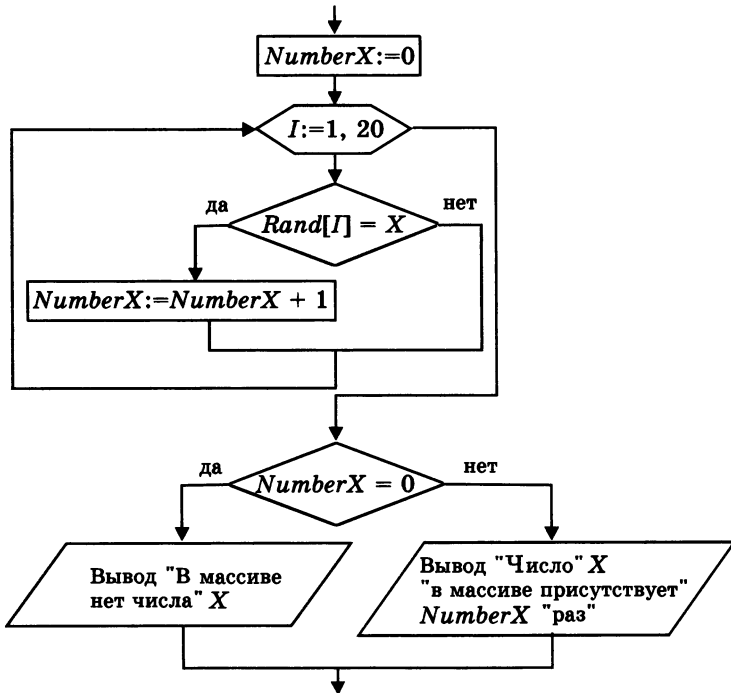 NumberX:=0
I:=1, 20
да
нет
Rand[I] = X
NumberX:=NumberX + 1
да
нет
NumberX = 0
Вывод "В массиве
нет числа" X
Вывод "Число" X
"в массиве присутствует"
NumberX "раз"